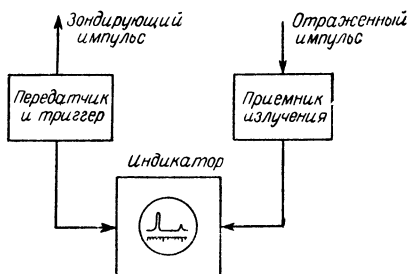 Зондирующий
импульс
Отраженный
импульс
Передатчик
и триггер
Приемник
излучения
Индикатор